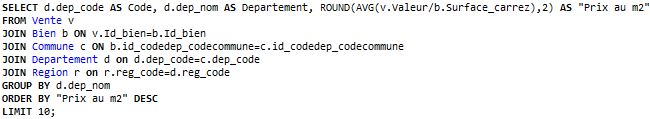 SELECT d.dep_code AS Code, d.dep_nom AS Departement, ROUND(AVG(v.Valeur/b.Surface_carrez),2) AS "Prix au m2"
FROM Vente v
JOIN Bien b ON v.Id_bien=b.Id_bien
JOIN Commune c ON b.id_codedep_codecommune=c.id_codedep_codecommune
JOIN Departement d on d.dep_code=c.dep_code
JOIN Region r on r.reg_code=d.reg_code
GROUP BY d.dep_nom
ORDER BY "Prix au m2" DESC
LIMIT 10;